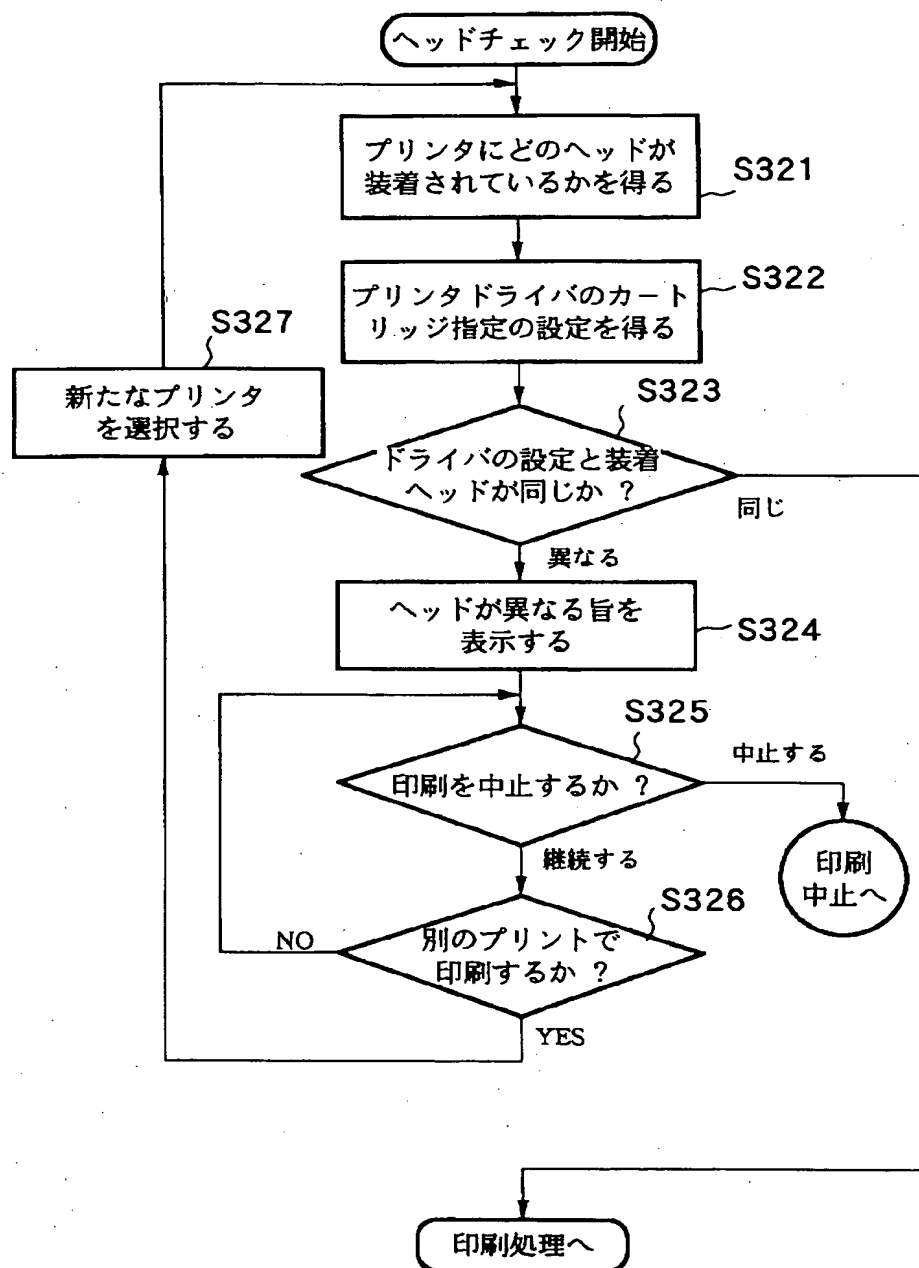 ヘッドチェック開始
プリンタにどのヘッドが
装着されているかを得る
S321
S322
プリンタドライバのカート
リッジ指定の設定を得る
S327
新たなプリンタ
を選択する
S323
ドライバの設定と装着
ヘッドが同じか ?
同じ
異なる
ヘッドが異なる旨を
表示する
S324
S325
中止する
印刷を中止するか ?
継続する
印刷
中止へ
S326
NO
別のプリントで
印刷するか ?
YES
印刷処理へ